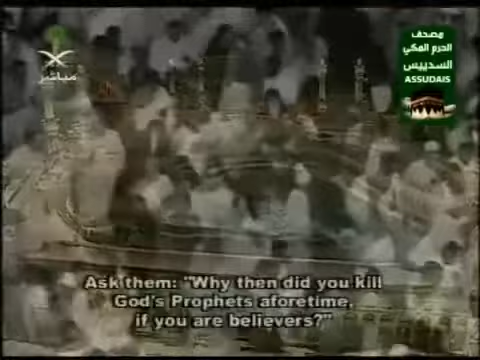 مباشر
مصحف
الحرم المكي
السديس
ASSUDAIS
Ask them: "Why then did you kill
God's Prophets aforetime,
if you are believers?"